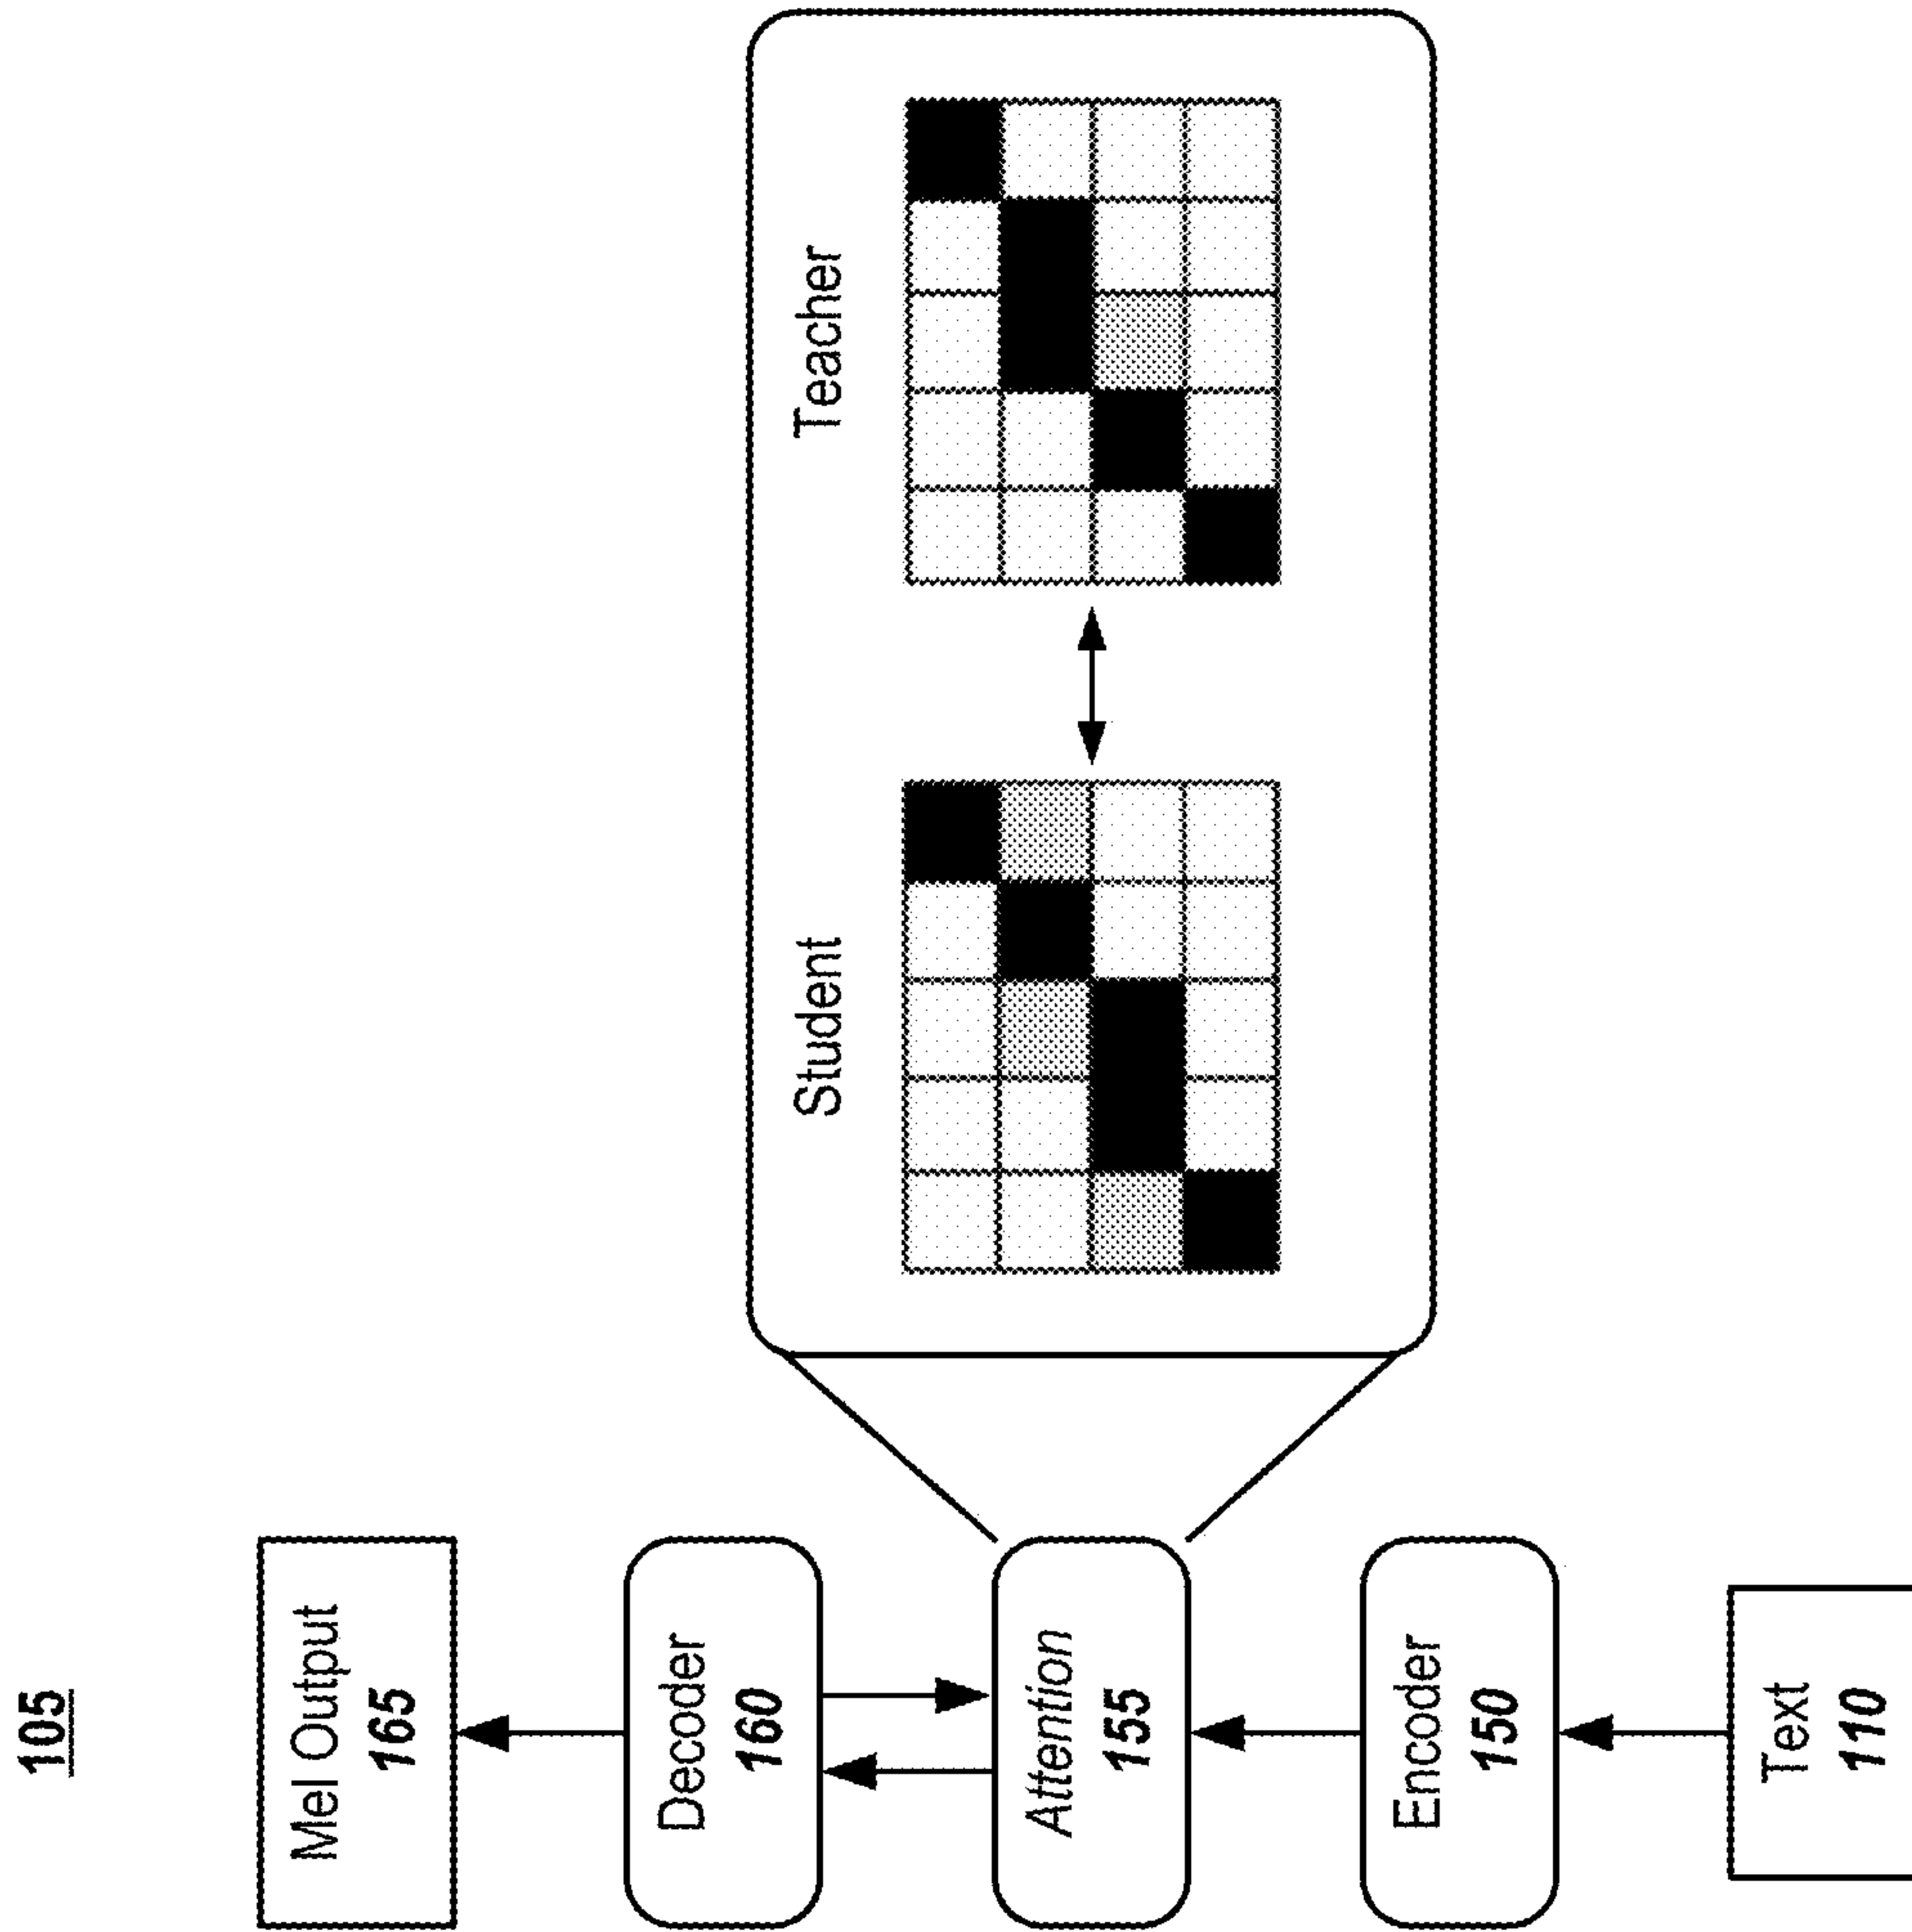 105
Mel Output
165
Decoder
160
Student
Teacher
Attention
155
Encoder
150
Text
110